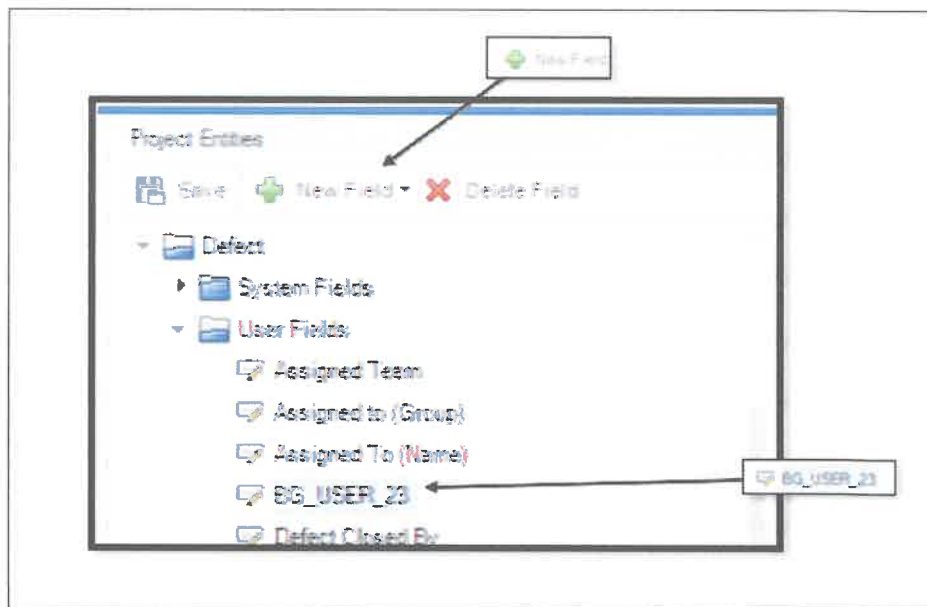 New Field
Project Entities
Save New Field Delete Field
Defect
System Fields
User Fields
Assigned Team
Assigned to (Group)
Assigned To (Name)
BG_USER_23
BG_USER_23
Defect Closed By